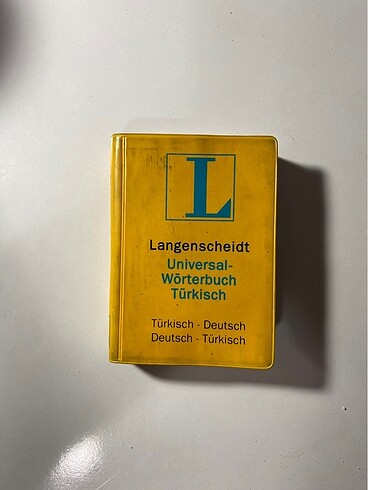 L
Langenscheidt
Universal-
Wörterbuch
Türkisch
Türkisch - Deutsch
Deutsch - Türkisch